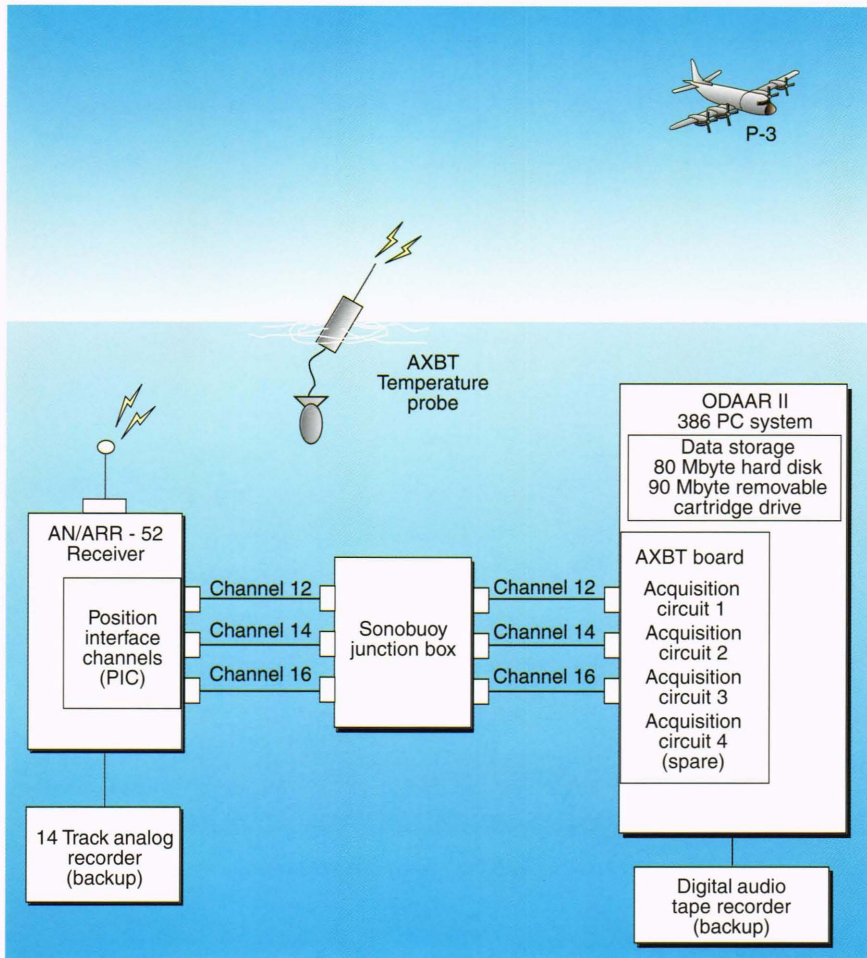 P-3
AXBT
Temperature
probe
AN/ARR - 52
Receiver
Position
interface
channels
(PIC)
Channel 12
Channel 14
Channel 16
Sonobuoy
junction box
Channel 12
Channel 14
Channel 16
ODAAR II
386 PC system
Data storage
80 Mbyte hard disk
90 Mbyte removable
cartridge drive
AXBT board
Acquisition
circuit 1
Acquisition
circuit 2
Acquisition
circuit 3
Acquisition
circuit 4
(spare)
14 Track analog
recorder
(backup)
Digital audio
tape recorder
(backup)